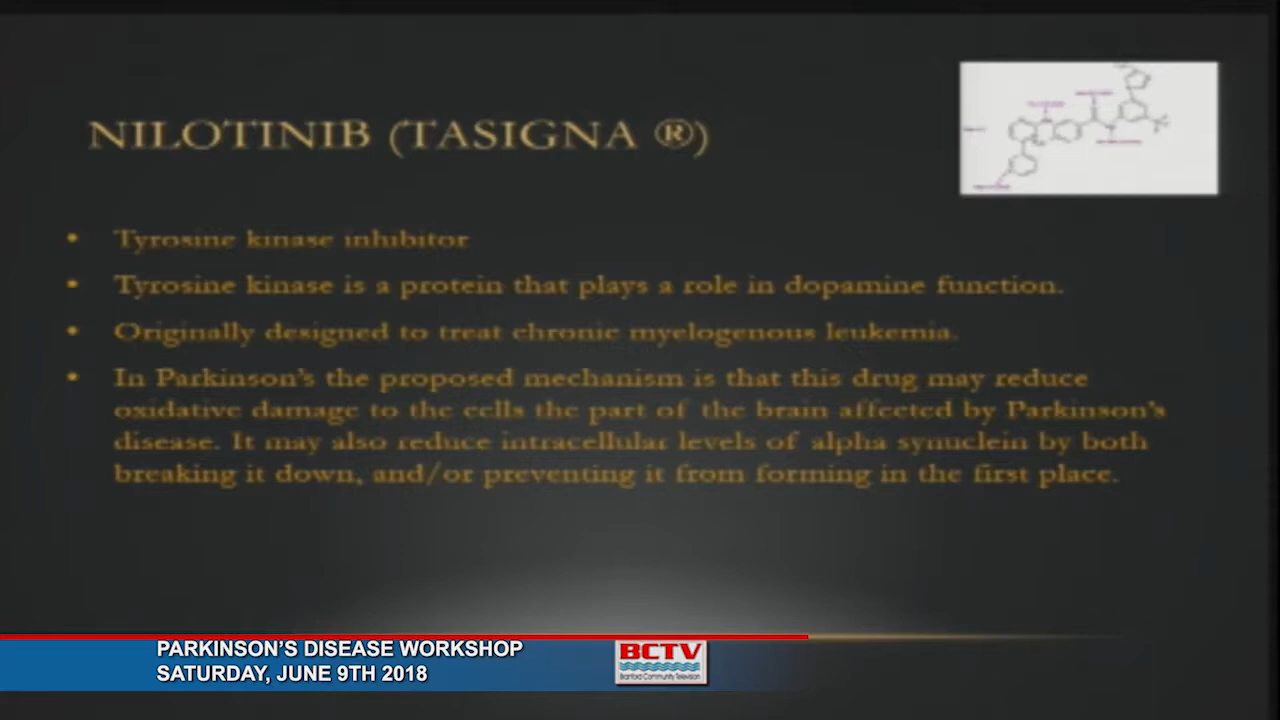 NILOTINIB (TASIGNA ®)
• Tyrosine kinase inhibitor
• Tyrosine kinase is a protein that plays a role in dopamine function.
• Originally designed to treat chronic myelogenous leukemia.
• In Parkinson's the proposed mechanism is that this drug may reduce
oxidative damage to the cells the part of the brain affected by Parkinson's
disease. It may also reduce intracellular levels of alpha synuclein by both
breaking it down, and/or preventing it from forming in the first place.
PARKINSON'S DISEASE WORKSHOP
SATURDAY, JUNE 9TH 2018
BCTV
Branford Community Television